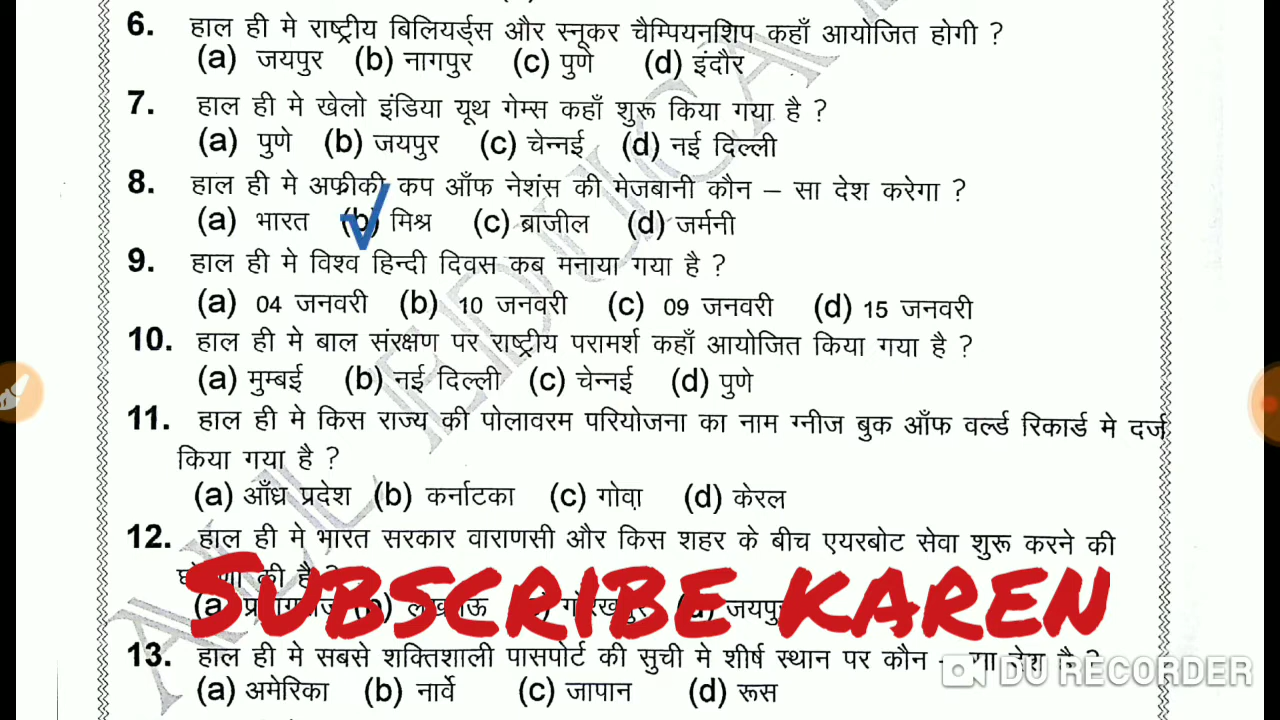 6. हाल ही मे राष्ट्रीय बिलियर्ड्स और स्नूकर चैम्पियनशिप कहाँ आयोजित होगी ?
(a) जयपुर (b) नागपुर (c) पुणे (d) इंदौर
7. हाल ही मे खेलो इंडिया यूथ गेम्स कहाँ शुरू किया गया है ?
(a) पुणे (b) जयपुर (c) चेन्नई (d) नई दिल्ली
8. हाल ही मे अफ्रीकी कप ऑफ नेशंस की मेजबानी कौन – सा देश करेगा ?
(a) भारत (b) मिश्र (c) ब्राजील (d) जर्मनी
9. हाल ही मे विश्व हिन्दी दिवस कब मनाया गया है ?
(a) 04 जनवरी (b) 10 जनवरी (c) 09 जनवरी (d) 15 जनवरी
10. हाल ही मे बाल संरक्षण पर राष्ट्रीय परामर्श कहाँ आयोजित किया गया है ?
(a) मुम्बई (b) नई दिल्ली (c) चेन्नई (d) पुणे
11. हाल ही मे किस राज्य की पोलावरम परियोजना का नाम ग्नीज बुक ऑफ वर्ल्ड रिकार्ड मे दर्ज
किया गया है ?
(a) आँध्र प्रदेश (b) कर्नाटका (c) गोवा (d) केरल
12. हाल ही मे भारत सरकार वाराणसी और किस शहर के बीच एयरबोट सेवा शुरू करने की
की है ?
SUBSCRIBE KAREN
(a) (d)
13. हाल ही मे सबसे शक्तिशाली पासपोर्ट की सुची मे शीर्ष स्थान पर कौन –
DU RECORDER
(a) अमेरिका (b) नार्वे (c) जापान (d) रूस